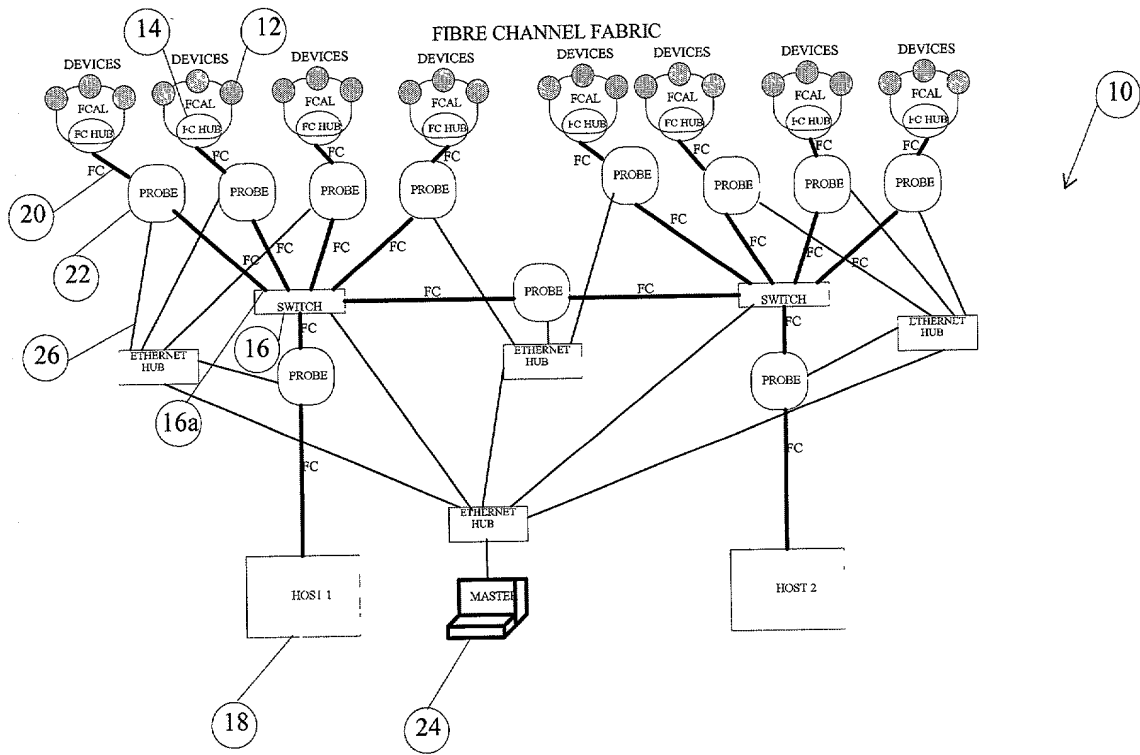 FIBRE CHANNEL FABRIC
14
12
10
DEVICES DEVICES DEVICES DEVICES DEVICES DEVICES DEVICES DEVICES
FCAL FCAL FCAL FCAL FCAL FCAL FCAL FCAL
FC HUB FC HUB FC HUB FC HUB FC HUB FC HUB FC HUB FC HUB
FC FC FC FC FC FC FC FC
PROBE PROBE PROBE PROBE PROBE PROBE PROBE PROBE
20
22
FC FC FC FC FC FC FC FC
FC PROBE FC
SWITCH SWITCH
16
16a
26
FC FC
ETHERNET HUB
ETHERNET HUB
ETHERNET HUB
PROBE PROBE
FC FC
ETHERNET HUB
HOST 1
MASTER
HOST 2
18
24